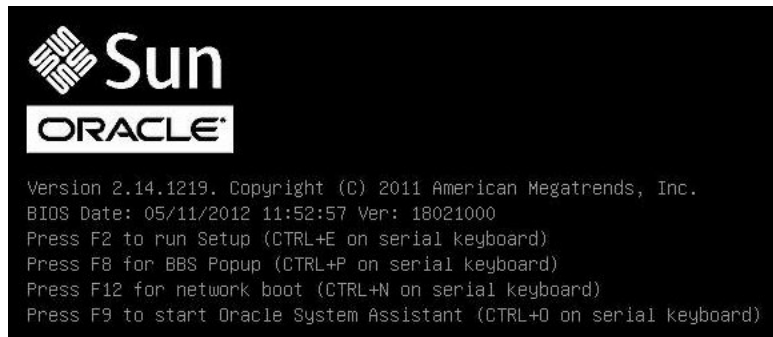 Sun
ORACLE
Version 2.14.1219. Copyright (C) 2011 American Megatrends, Inc.
BIOS Date: 05/11/2012 11:52:57 Ver: 18021000
Press F2 to run Setup (CTRL+E on serial keyboard)
Press F8 for BBS Popup (CTRL+P on serial keyboard)
Press F12 for network boot (CTRL+N on serial keyboard)
Press F9 to start Oracle System Assistant (CTRL+O on serial keyboard)